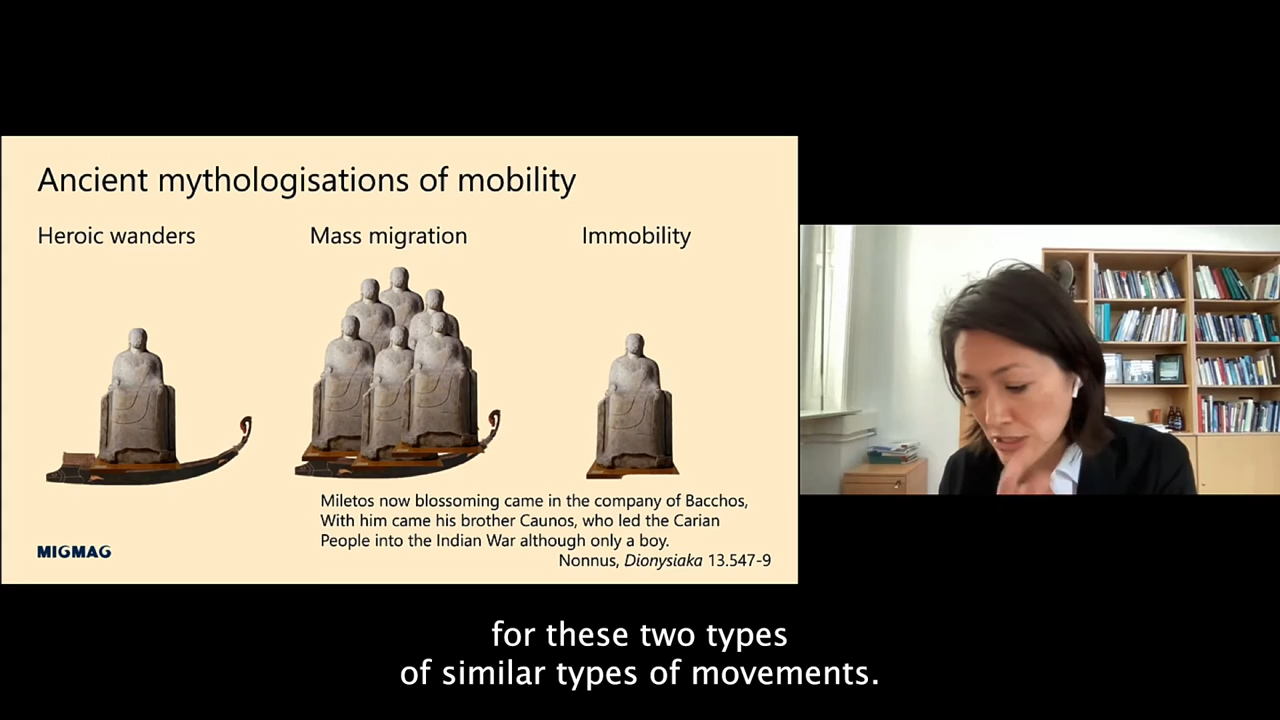 Ancient mythologisations of mobility
Heroic wanders
Mass migration
Immobility
Miletos now blossoming came in the company of Bacchos,
With him came his brother Caunos, who led the Carian
People into the Indian War although only a boy.
Nonnus, Dionysiaka 13.547-9
MIGMAG
for these two types
of similar types of movements.